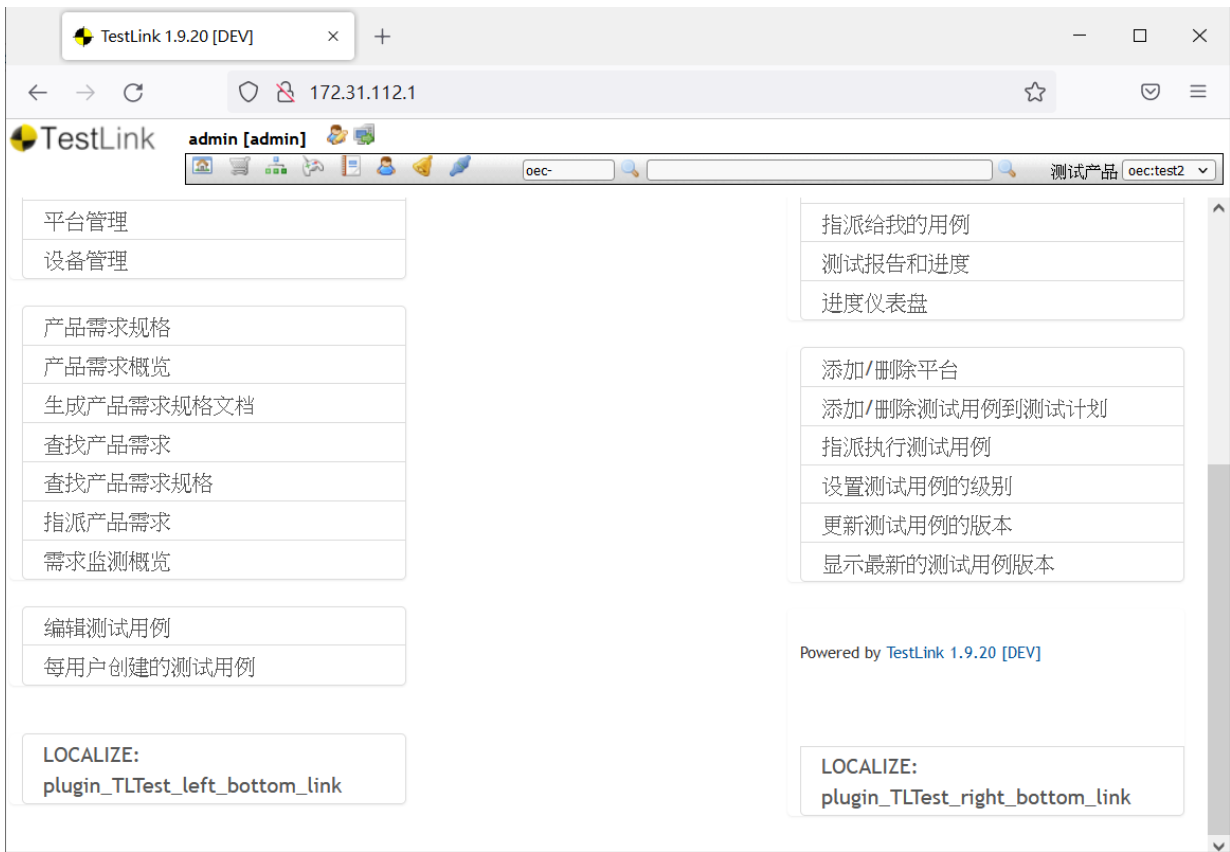 TestLink 1.9.20 [DEV]
172.31.112.1
TestLink
admin [admin]
oec-
测试产品 oec:test2
平台管理
设备管理
产品需求规格
产品需求概览
生成产品需求规格文档
查找产品需求
查找产品需求规格
指派产品需求
需求监测概览
编辑测试用例
每用户创建的测试用例
LOCALIZE:
plugin_TLTest_left_bottom_link
指派给我的用例
测试报告和进度
进度仪表盘
添加/删除平台
添加/删除测试用例到测试计划
指派执行测试用例
设置测试用例的级别
更新测试用例的版本
显示最新的测试用例版本
Powered by TestLink 1.9.20 [DEV]
LOCALIZE:
plugin_TLTest_right_bottom_link